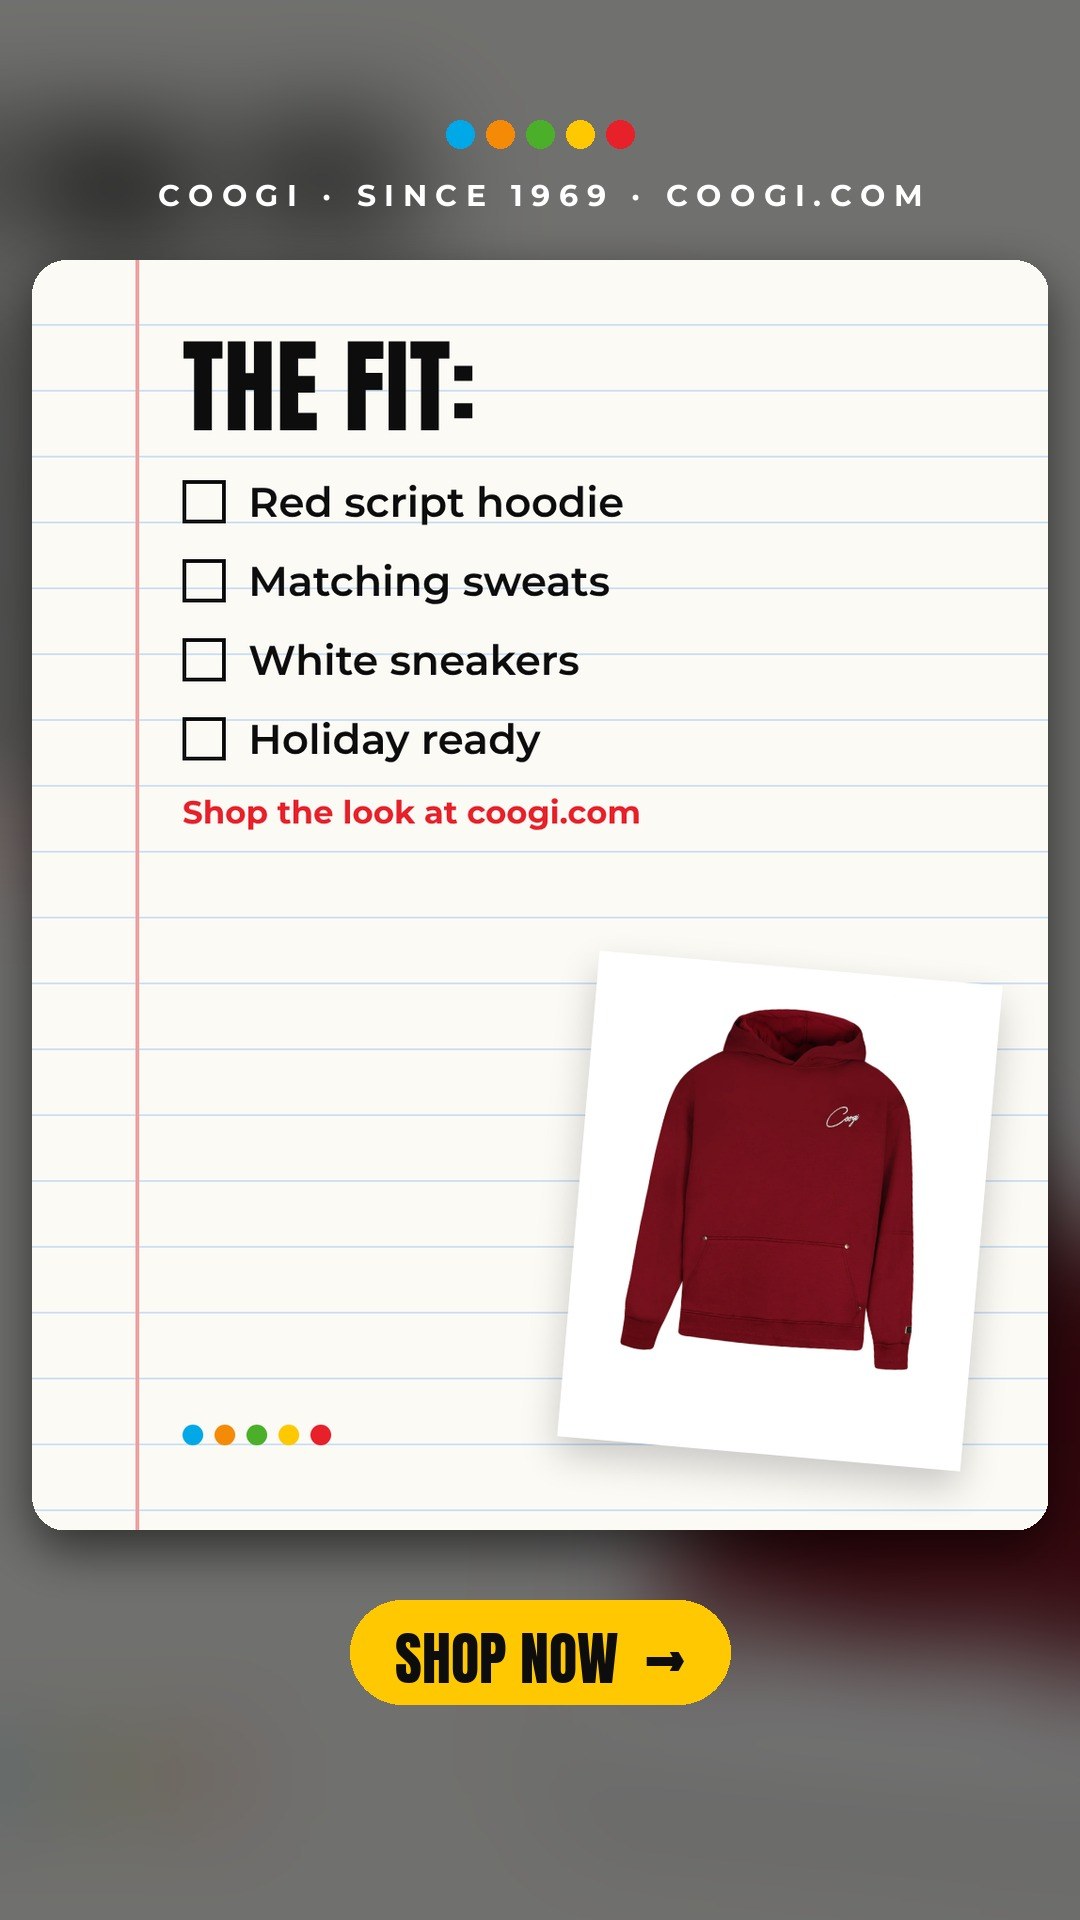 COOGI · SINCE 1969 · COOGI.COM
THE FIT:
Red script hoodie
Matching sweats
White sneakers
Holiday ready
Shop the look at coogi.com
Coogi
SHOP NOW →